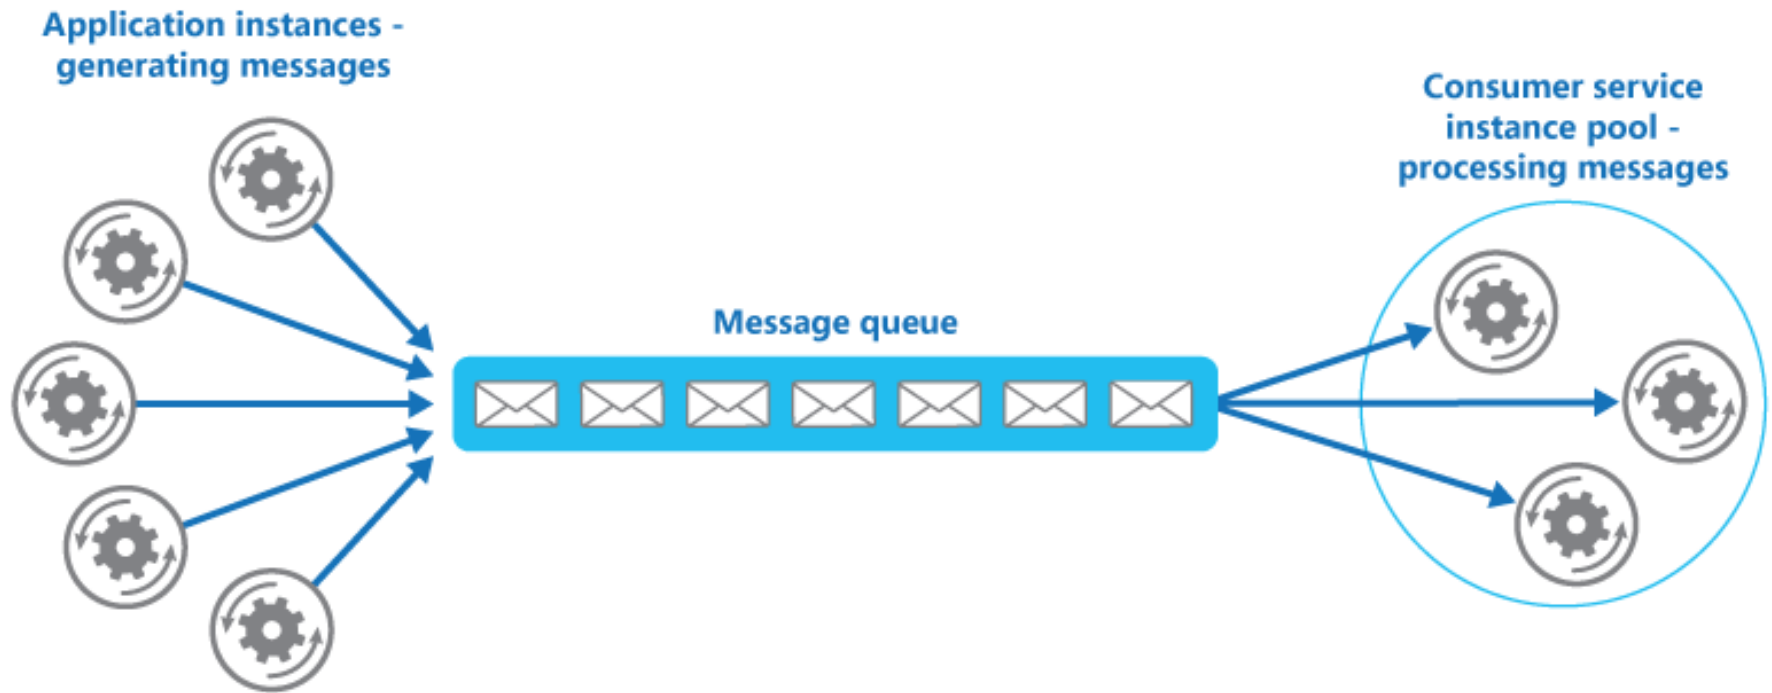 Application instances -
generating messages
Message queue
Consumer service
instance pool -
processing messages